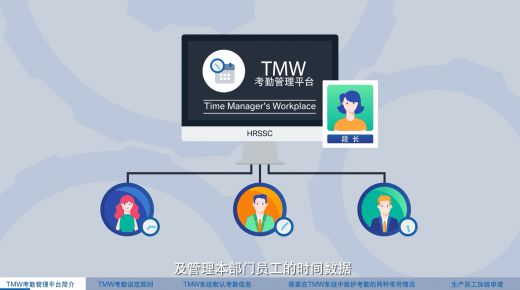 TMW
考勤管理平台
Time Manager's Workplace
HRSSC
段 长
及管理本部门员工的时间数据
TMW考勤管理平台简介
TMW考勤设定规则
TMW系统默认考勤信息
需要在TMW系统中维护考勤的两种常用情况
生产员工加班申请